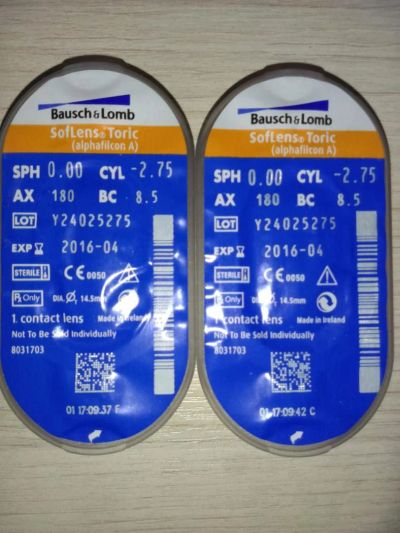 Bausch & Lomb
SofLens® Toric
(alphafilcon A)
SPH 0.00 CYL -2.75
AX 180 BC 8.5
LOT Y24025275
EXP 2016-04
STERILE CE 0050
Rx Only DIA. Ø, 14.5mm
1 contact lens Made in Ireland
Not To Be Sold Individually
8031703
01 17:09:37 E
Bausch & Lomb
SofLens® Toric
(alphafilcon A)
SPH 0.00 CYL -2.75
AX 180 BC 8.5
LOT Y24025275
EXP 2016-04
STERILE CE 0050
Rx Only DIA. Ø, 14.5mm
1 contact lens Made in Ireland
Not To Be Sold Individually
8031703
01 17:09:42 C